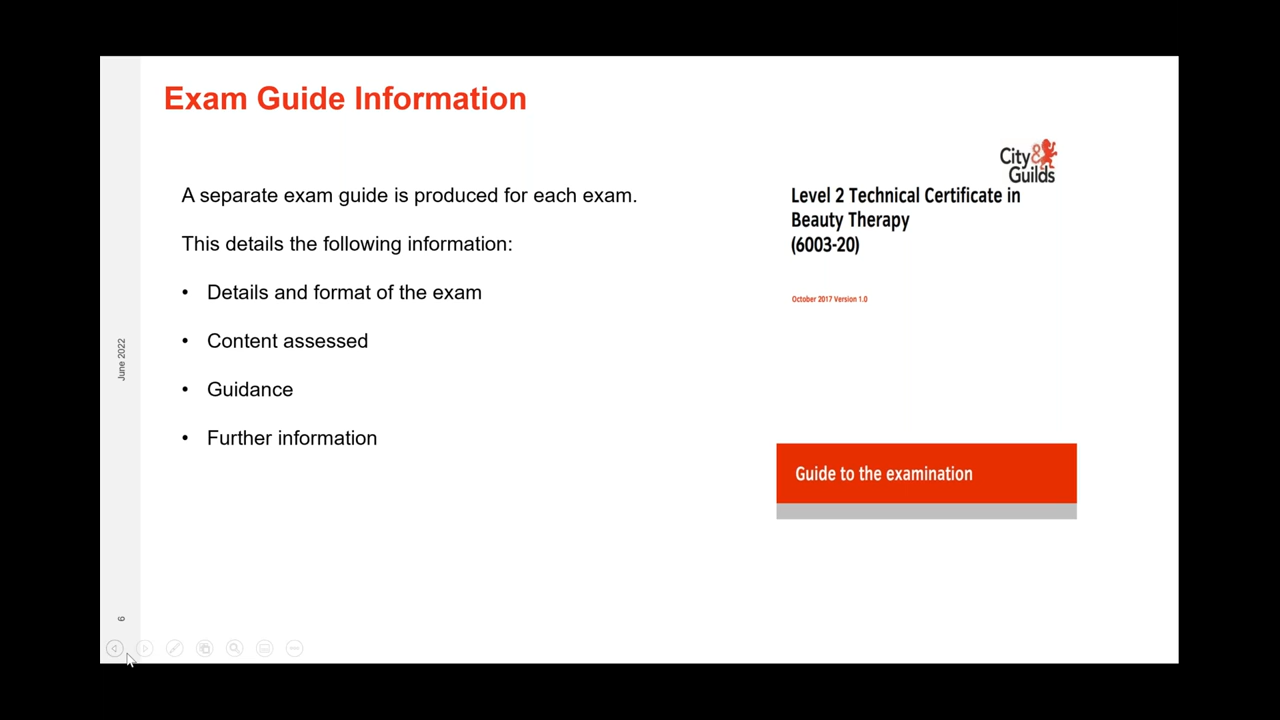 Exam Guide Information
A separate exam guide is produced for each exam.
This details the following information:
• Details and format of the exam
• Content assessed
• Guidance
• Further information
City&
Guilds
Level 2 Technical Certificate in
Beauty Therapy
(6003-20)
October 2017 Version 1.0
Guide to the examination
June 2022
6